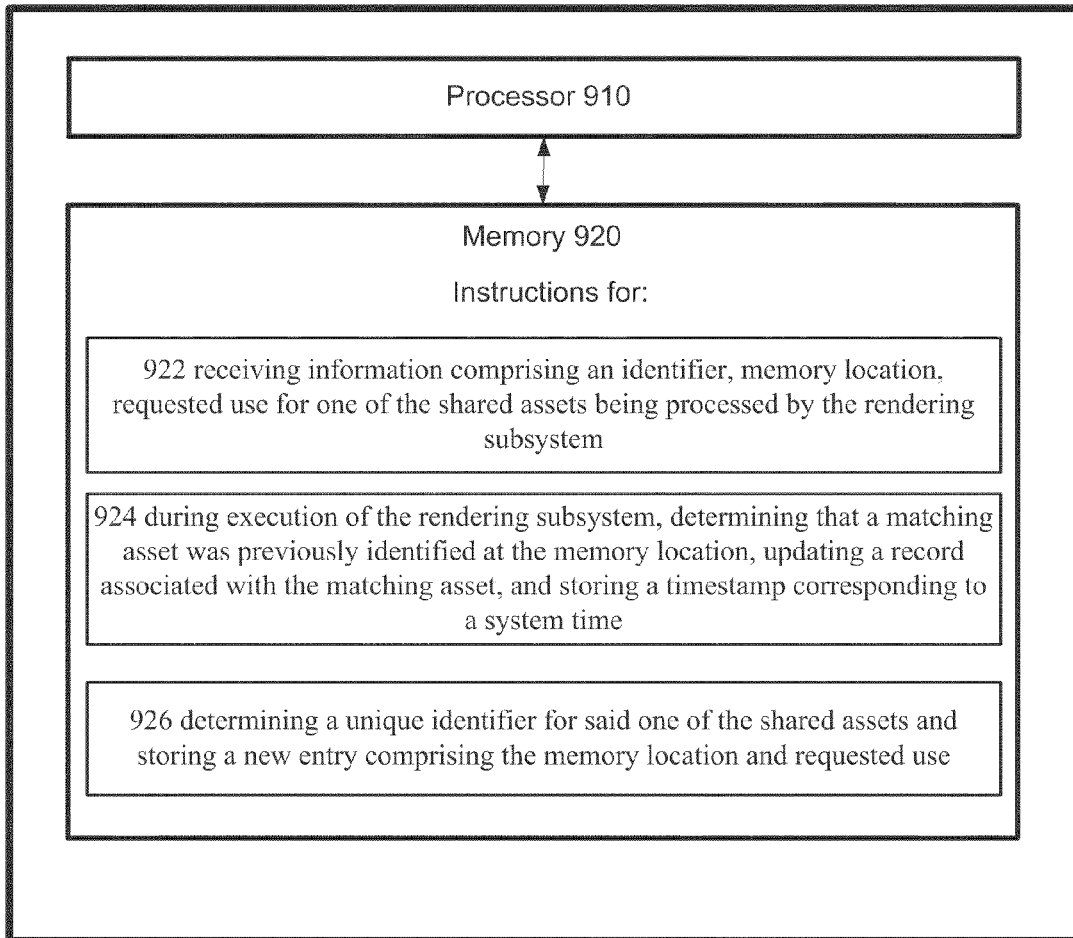 Processor 910
Memory 920
Instructions for:
922 receiving information comprising an identifier, memory location,
requested use for one of the shared assets being processed by the rendering
subsystem
924 during execution of the rendering subsystem, determining that a matching
asset was previously identified at the memory location, updating a record
associated with the matching asset, and storing a timestamp corresponding to
a system time
926 determining a unique identifier for said one of the shared assets and
storing a new entry comprising the memory location and requested use